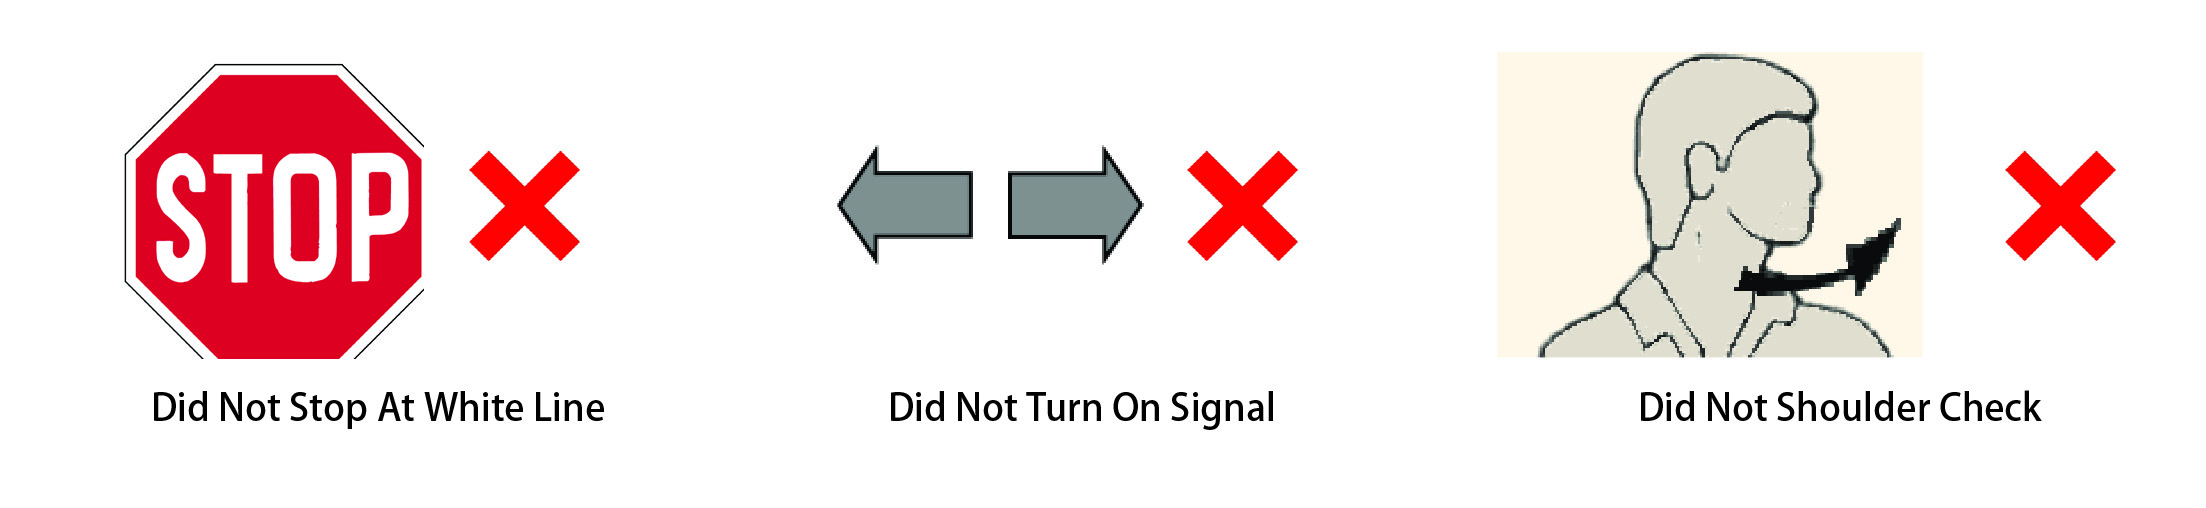 STOP
Did Not Stop At White Line
Did Not Turn On Signal
Did Not Shoulder Check